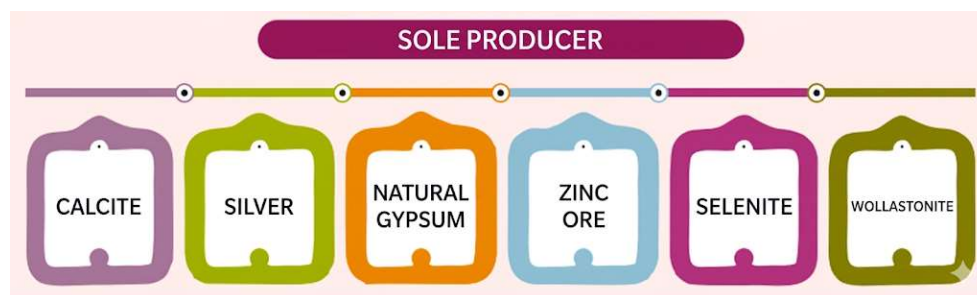 SOLE PRODUCER
CALCITE
SILVER
NATURAL
GYPSUM
ZINC
ORE
SELENITE
WOLLASTONITE